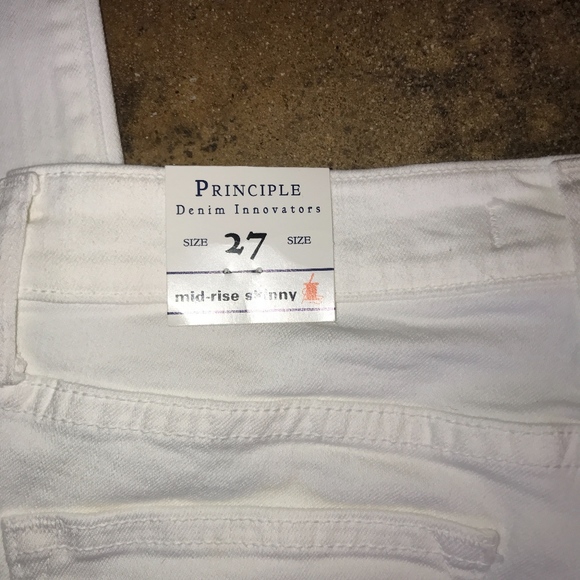 PRINCIPLE
Denim Innovators
SIZE 27 SIZE
mid-rise skinny